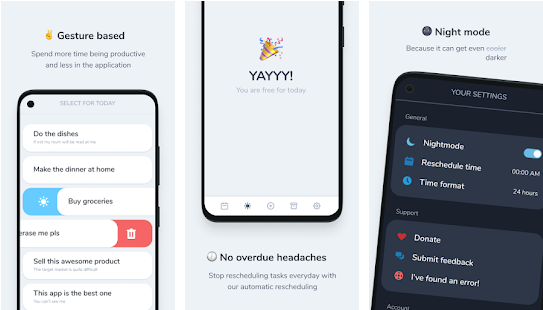 Gesture based
Spend more time being productive
and less in the application
SELECT FOR TODAY
Do the dishes
If not my mum will be mad at me
Make the dinner at home
Buy groceries
erase me pls
Sell this awesome product
The target market is quite difficult
This app is the best one
You can't see me
YAYYY!
You are free for today
No overdue headaches
Stop rescheduling tasks everyday with
our automatic rescheduling
Night mode
Because it can get even cooler
darker
YOUR SETTINGS
General
Nightmode
Reschedule time
00:00 AM
Time format
24 hours
Support
Donate
Submit feedback
I've found an error!
Account